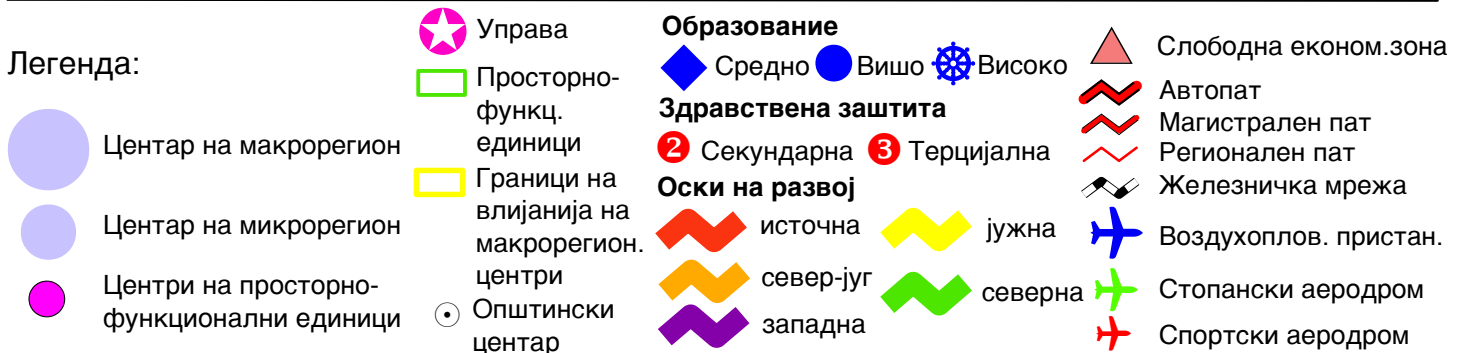 Легенда:
Центар на макрорегион
Центар на микрорегион
Центри на просторно-
функционални единици
Управа
Просторно-
функц.
единици
Граници на
влијанија на
макрорегион.
центри
Општински
центар
Образование
Средно Вишо Високо
Здравствена заштита
2 Секундарна 3 Терцијална
Оски на развој
источна јужна
север-југ северна
западна
Слободна економ.зона
Автопат
Магистрален пат
Регионален пат
Железничка мрежа
Воздухоплов. пристан.
Стопански аеродром
Спортски аеродром